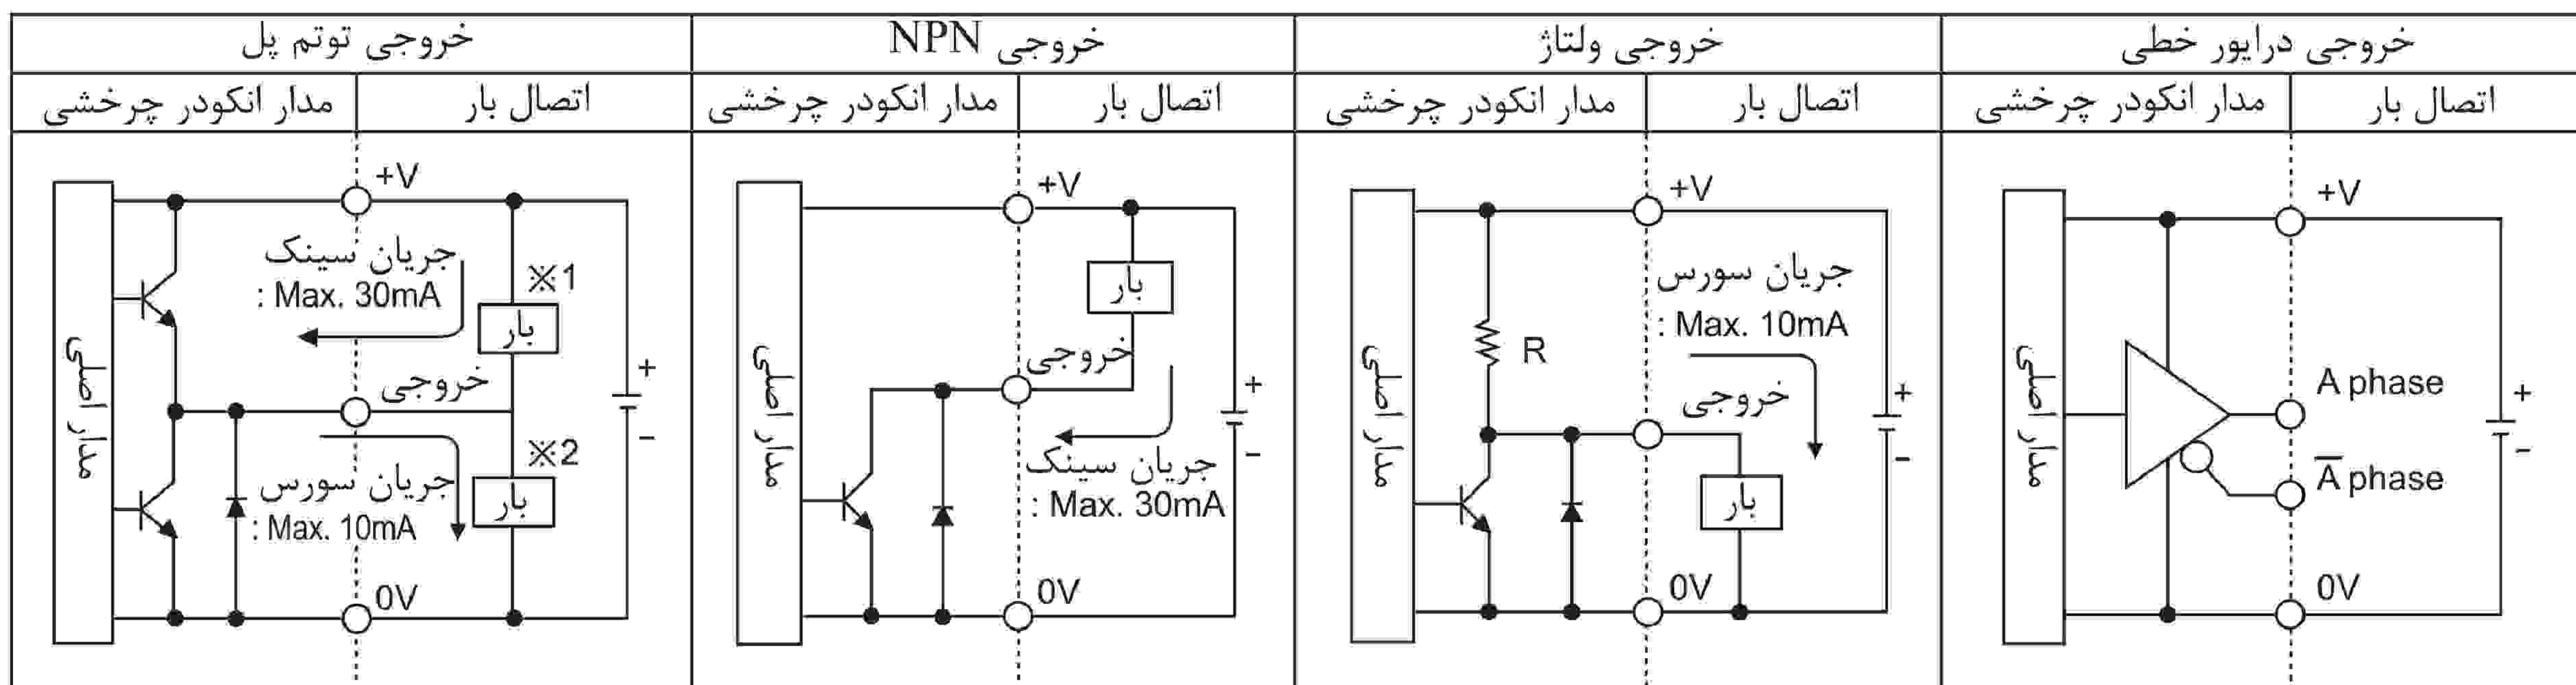 خروجی توتم پل
مدار انکودر چرخشی
اتصال بار
+V
جریان سینک
: Max. 30mA
※1
بار
خروجی
+
-
※2
جریان سورس
: Max. 10mA
بار
0V
مدار اصلی
خروجی NPN
مدار انکودر چرخشی
اتصال بار
+V
بار
خروجی
+
-
جریان سینک
: Max. 30mA
0V
مدار اصلی
خروجی ولتاژ
مدار انکودر چرخشی
اتصال بار
+V
جریان سورس
: Max. 10mA
R
خروجی
+
-
بار
0V
مدار اصلی
خروجی درایور خطی
مدار انکودر چرخشی
اتصال بار
+V
A phase
+
-
A̅ phase
0V
مدار اصلی